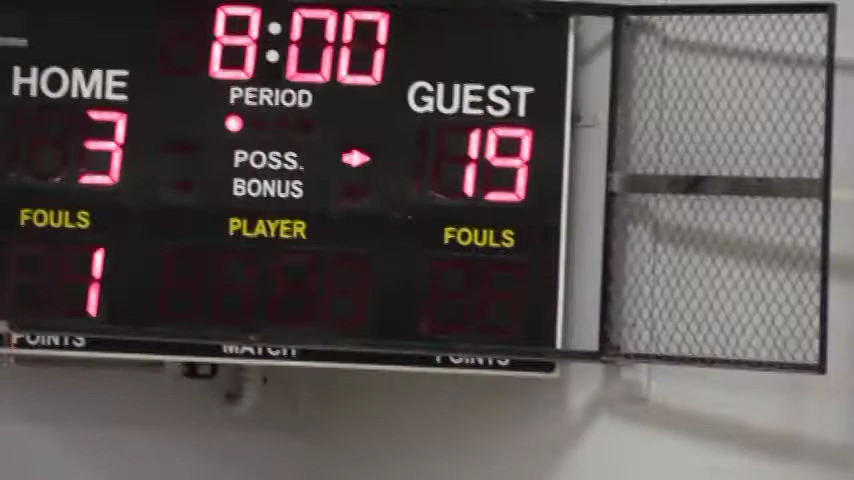 8:00
HOME
PERIOD
GUEST
3
19
POSS.
BONUS
FOULS
PLAYER
FOULS
1
POINTS
MATCH
POINTS